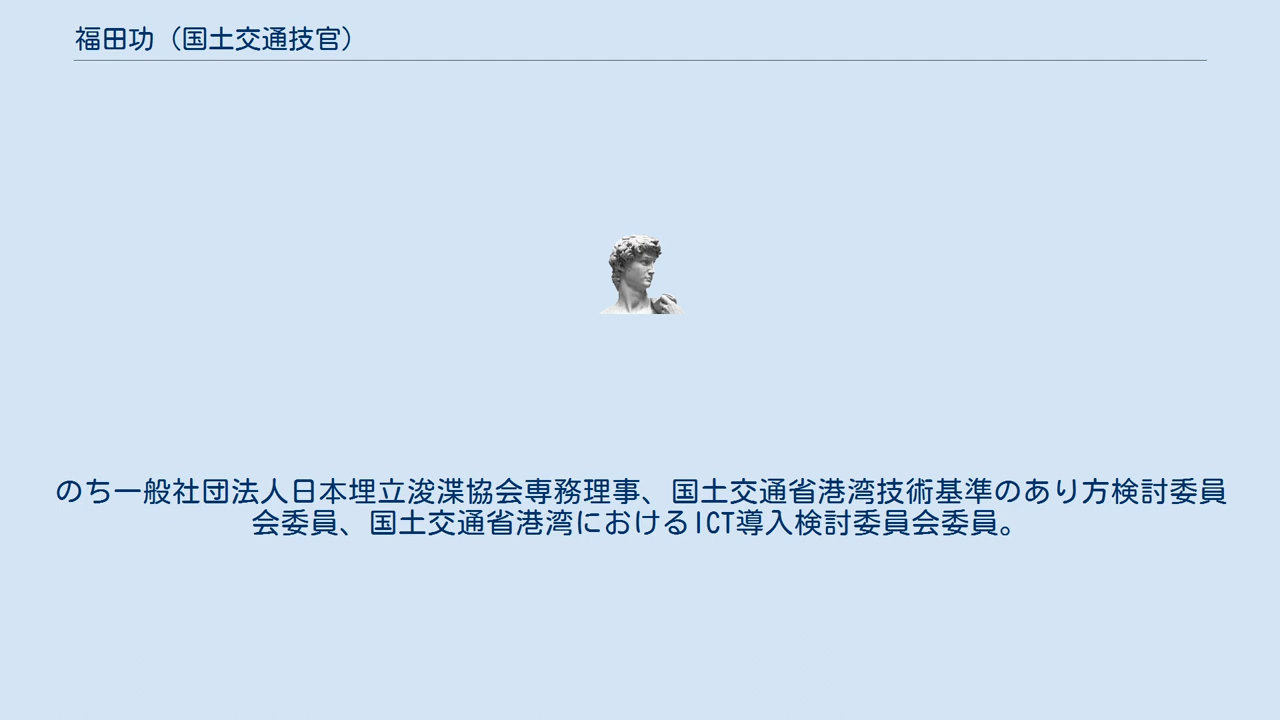 福田功（国土交通技官）
のち一般社団法人日本埋立浚渫協会専務理事、国土交通省港湾技術基準のあり方検討委員
会委員、国土交通省港湾におけるICT導入検討委員会委員。